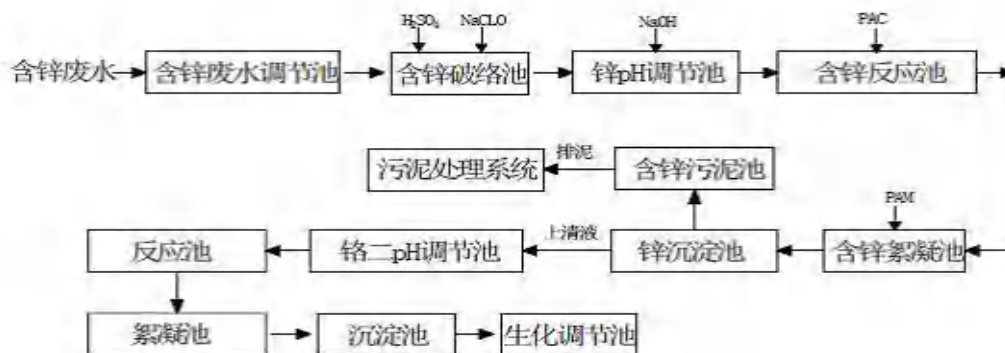 H₂SO₄ NaCLO NaOH PAC
含锌废水 含锌废水调节池 含锌破络池 锌pH调节池 含锌反应池
污泥处理系统 排泥 含锌污泥池
PAM
反应池 铬二pH调节池 上清液 锌沉淀池 含锌絮凝池
絮凝池 沉淀池 生化调节池